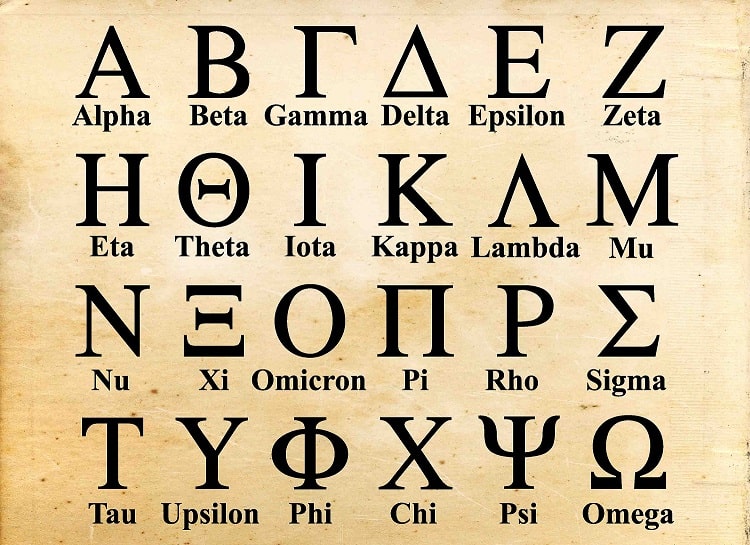 Α Β Γ Δ Ε Ζ
Alpha Beta Gamma Delta Epsilon Zeta
Η Θ Ι Κ Λ Μ
Eta Theta Iota Kappa Lambda Mu
Ν Ξ Ο Π Ρ Σ
Nu Xi Omicron Pi Rho Sigma
Τ Υ Φ Χ Ψ Ω
Tau Upsilon Phi Chi Psi Omega